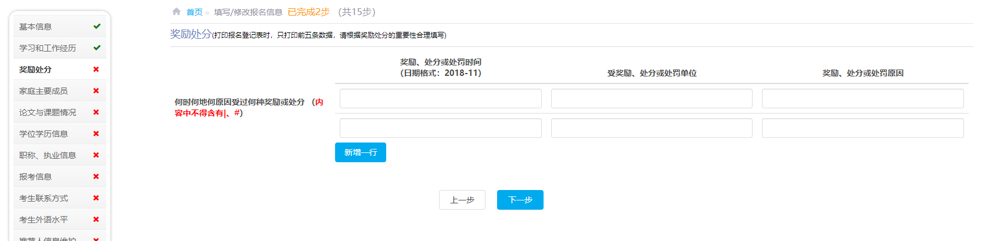 首页 » 填写/修改报名信息 已完成2步 （共15步）
基本信息
学习和工作经历
奖励处分
家庭主要成员
论文与课题情况
学位学历信息
职称、执业信息
报考信息
考生联系方式
考生外语水平
推荐人信息维护
奖励处分(打印报名登记表时，只打印前五条数据，请根据奖励处分的重要性合理填写)
奖励、处分或处罚时间
（日期格式：2018-11）
受奖励、处分或处罚单位
奖励、处分或处罚原因
何时何地何原因受过何种奖励或处分 （内
容中不得含有|、#）
新增一行
上一步
下一步